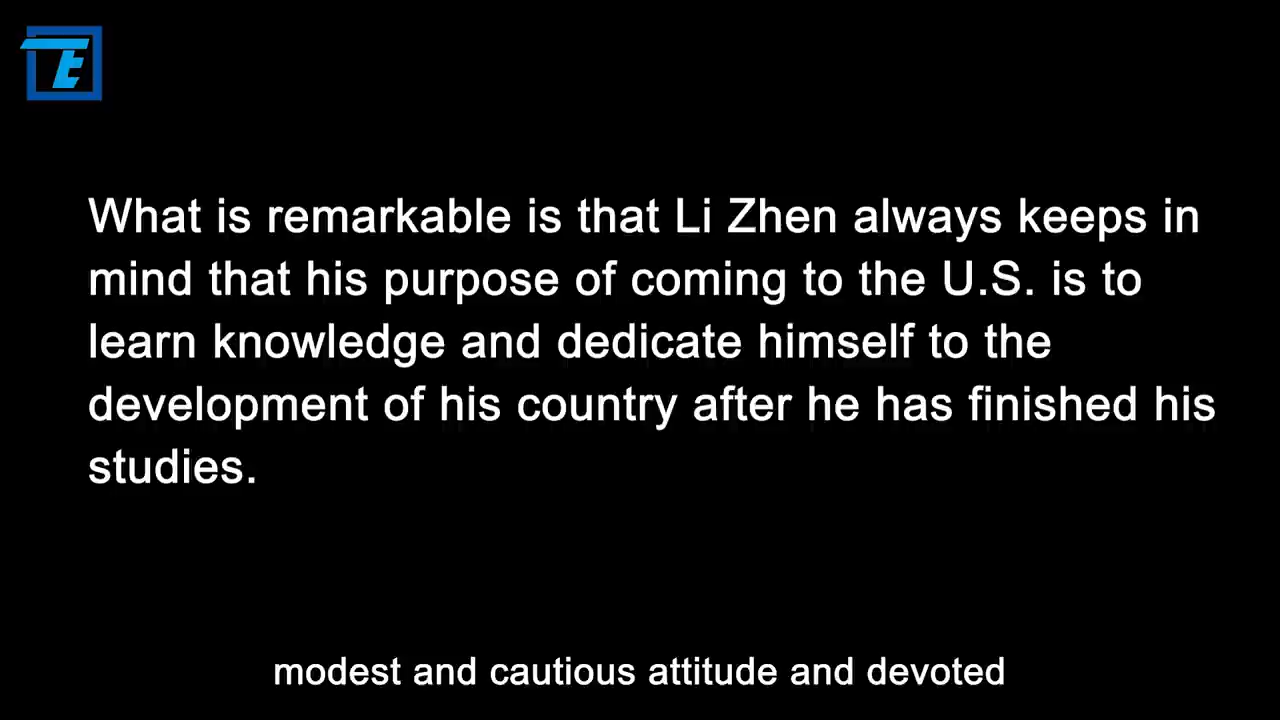 TE
What is remarkable is that Li Zhen always keeps in
mind that his purpose of coming to the U.S. is to
learn knowledge and dedicate himself to the
development of his country after he has finished his
studies.
modest and cautious attitude and devoted